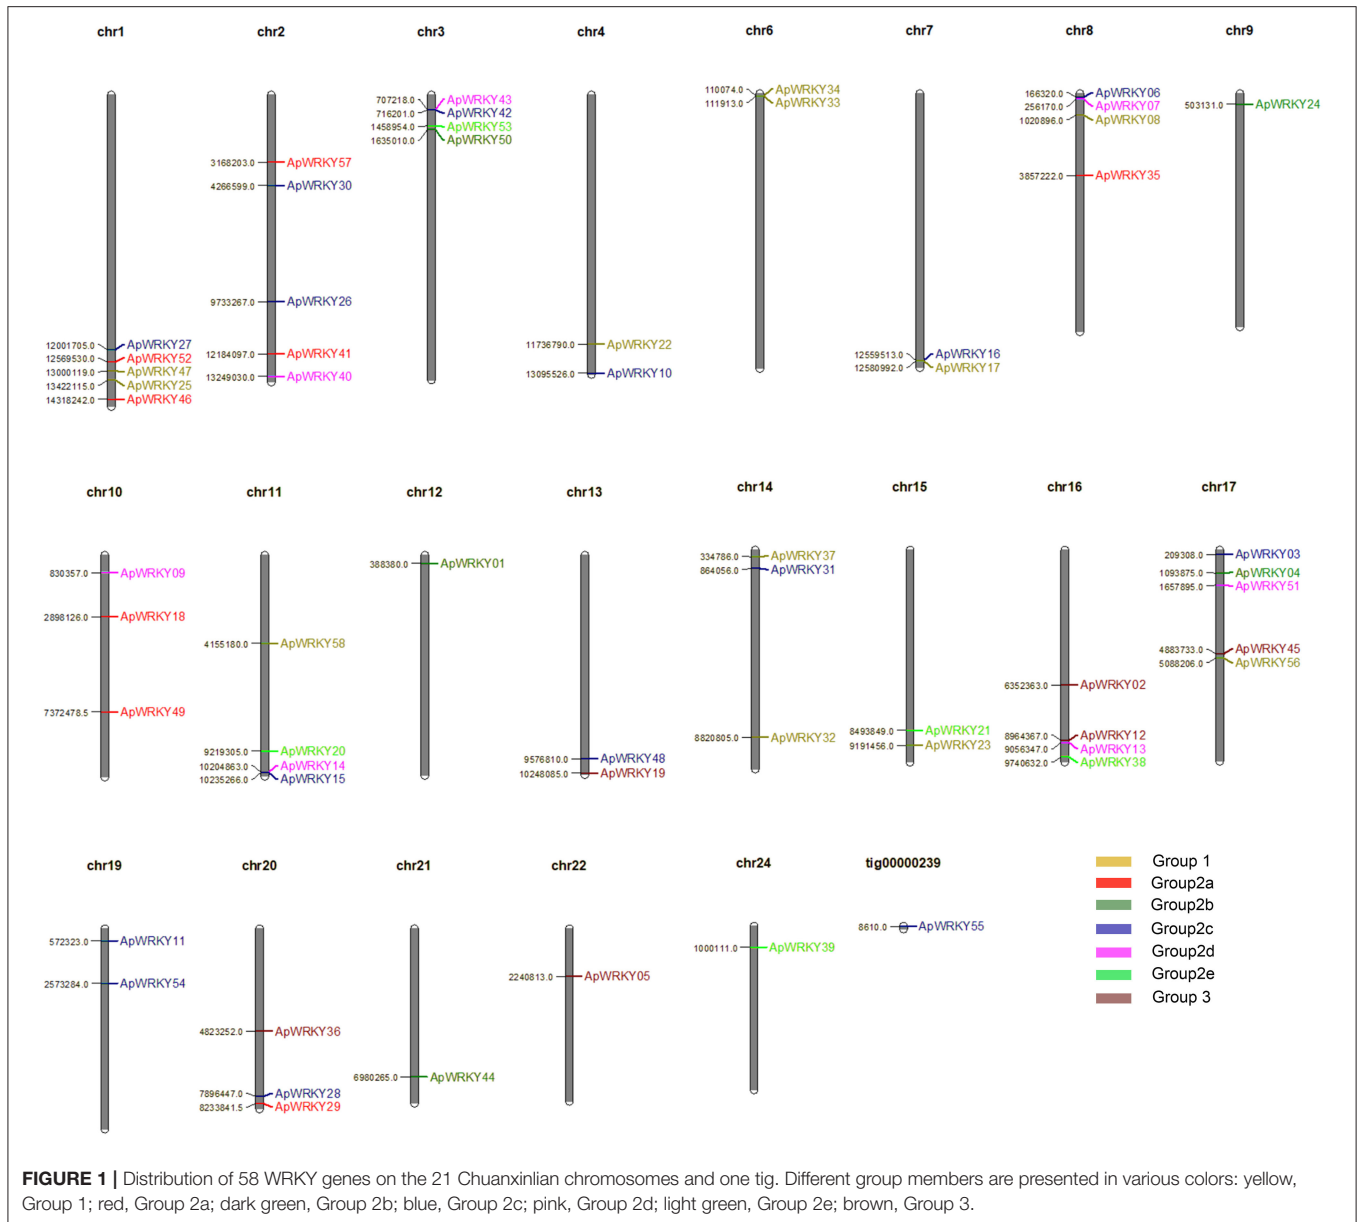 chr1 chr2 chr3 chr4 chr6 chr7 chr8 chr9
707218.0 ApWRKY43
716201.0 ApWRKY42
1458954.0 ApWRKY53
1635010.0 ApWRKY50
110074.0 ApWRKY34
111913.0 ApWRKY33
166320.0 ApWRKY06
256170.0 ApWRKY07
1020896.0 ApWRKY08
3857222.0 ApWRKY35
503131.0 ApWRKY24
3168203.0 ApWRKY57
4266599.0 ApWRKY30
9733267.0 ApWRKY26
12184097.0 ApWRKY41
13249030.0 ApWRKY40
12001705.0 ApWRKY27
12569530.0 ApWRKY52
13000119.0 ApWRKY47
13422115.0 ApWRKY25
14318242.0 ApWRKY46
11736790.0 ApWRKY22
13095526.0 ApWRKY10
12559513.0 ApWRKY16
12580992.0 ApWRKY17
chr10 chr11 chr12 chr13 chr14 chr15 chr16 chr17
830357.0 ApWRKY09
2898126.0 ApWRKY18
7372478.5 ApWRKY49
4155180.0 ApWRKY58
9219305.0 ApWRKY20
10204863.0 ApWRKY14
10235266.0 ApWRKY15
388380.0 ApWRKY01
9576810.0 ApWRKY48
10248085.0 ApWRKY19
334786.0 ApWRKY37
864056.0 ApWRKY31
8820805.0 ApWRKY32
8493849.0 ApWRKY21
9191456.0 ApWRKY23
6352363.0 ApWRKY02
8964367.0 ApWRKY12
9056347.0 ApWRKY13
9740632.0 ApWRKY38
209308.0 ApWRKY03
1093875.0 ApWRKY04
1657895.0 ApWRKY51
4883733.0 ApWRKY45
5088206.0 ApWRKY56
chr19 chr20 chr21 chr22 chr24 tig00000239
572323.0 ApWRKY11
2573284.0 ApWRKY54
4823252.0 ApWRKY36
7896447.0 ApWRKY28
8233841.5 ApWRKY29
6980265.0 ApWRKY44
2240813.0 ApWRKY05
1000111.0 ApWRKY39
8610.0 ApWRKY55
Group 1
Group2a
Group2b
Group2c
Group2d
Group2e
Group 3
FIGURE 1 | Distribution of 58 WRKY genes on the 21 Chuanxinlian chromosomes and one tig. Different group members are presented in various colors: yellow,
Group 1; red, Group 2a; dark green, Group 2b; blue, Group 2c; pink, Group 2d; light green, Group 2e; brown, Group 3.